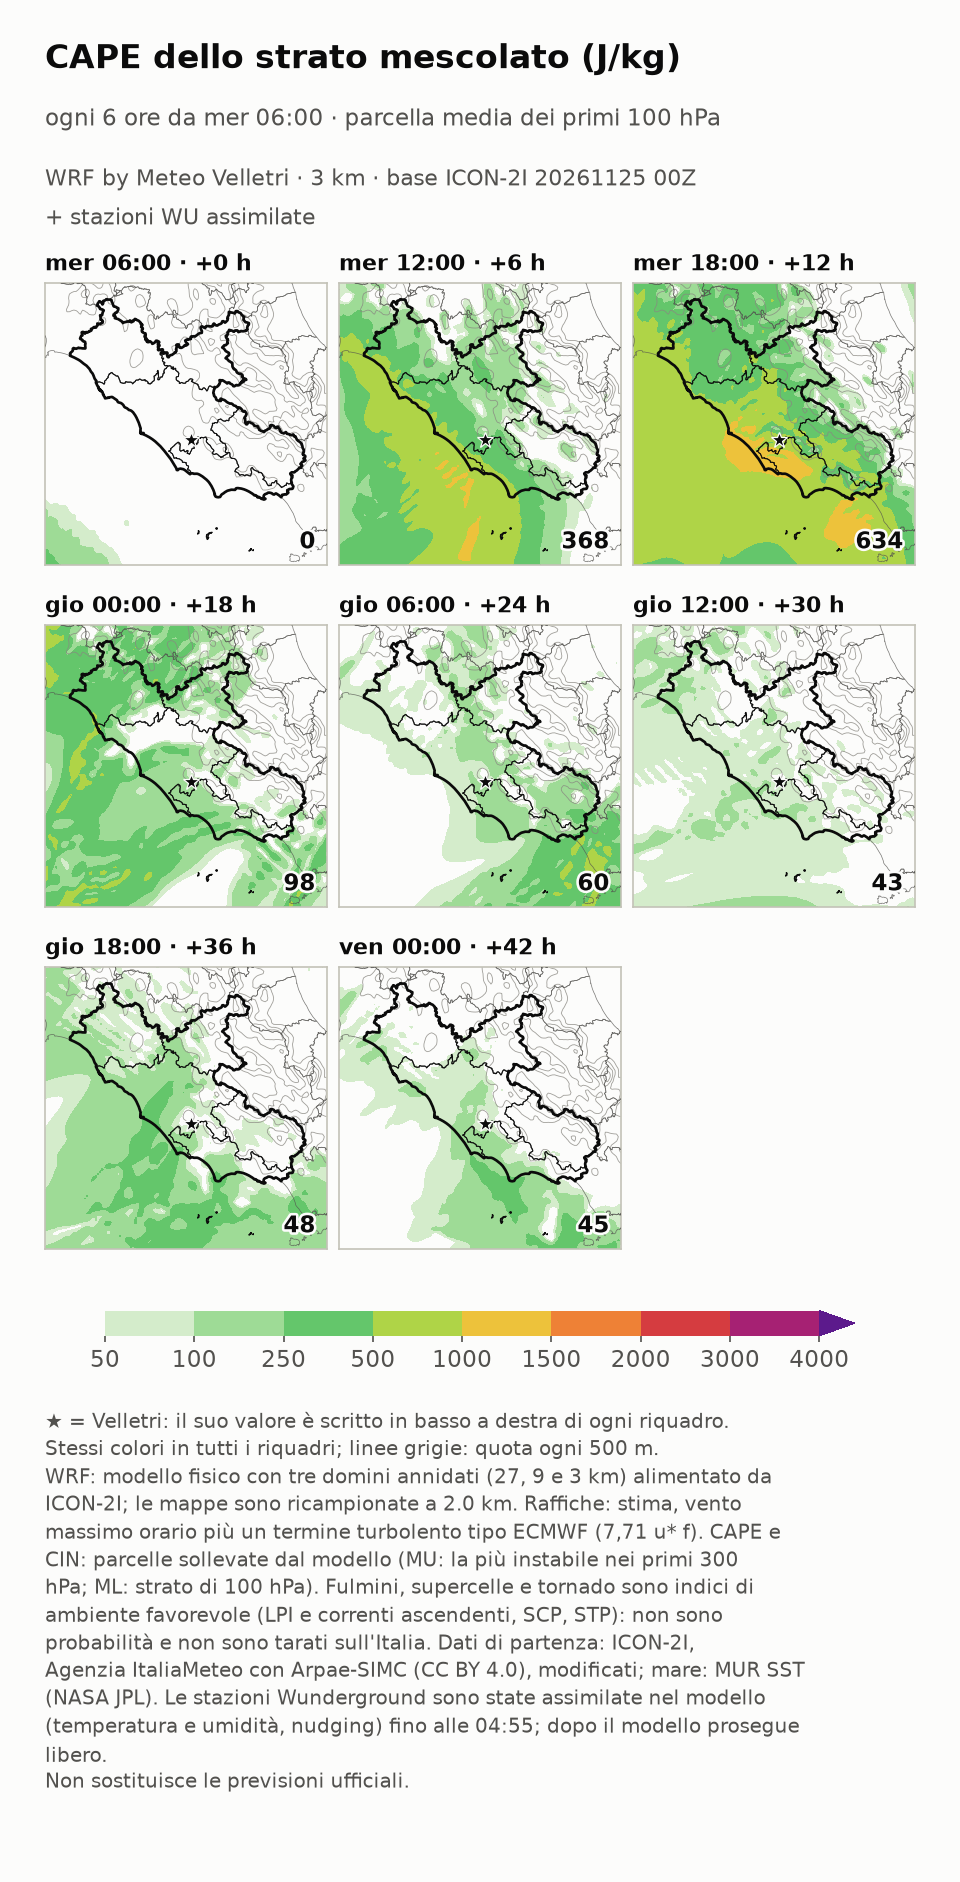 CAPE dello strato mescolato (J/kg)
ogni 6 ore da mer 06:00 · parcella media dei primi 100 hPa
WRF by Meteo Velletri · 3 km · base ICON-2I 20261125 00Z
+ stazioni WU assimilate
mer 06:00 · +0 h
mer 12:00 · +6 h
mer 18:00 · +12 h
0
368
634
gio 00:00 · +18 h
gio 06:00 · +24 h
gio 12:00 · +30 h
98
60
43
gio 18:00 · +36 h
ven 00:00 · +42 h
48
45
50 100 250 500 1000 1500 2000 3000 4000
★ = Velletri: il suo valore è scritto in basso a destra di ogni riquadro.
Stessi colori in tutti i riquadri; linee grigie: quota ogni 500 m.
WRF: modello fisico con tre domini annidati (27, 9 e 3 km) alimentato da
ICON-2I; le mappe sono ricampionate a 2.0 km. Raffiche: stima, vento
massimo orario più un termine turbolento tipo ECMWF (7,71 u* f). CAPE e
CIN: parcelle sollevate dal modello (MU: la più instabile nei primi 300
hPa; ML: strato di 100 hPa). Fulmini, supercelle e tornado sono indici di
ambiente favorevole (LPI e correnti ascendenti, SCP, STP): non sono
probabilità e non sono tarati sull'Italia. Dati di partenza: ICON-2I,
Agenzia ItaliaMeteo con Arpae-SIMC (CC BY 4.0), modificati; mare: MUR SST
(NASA JPL). Le stazioni Wunderground sono state assimilate nel modello
(temperatura e umidità, nudging) fino alle 04:55; dopo il modello prosegue
libero.
Non sostituisce le previsioni ufficiali.